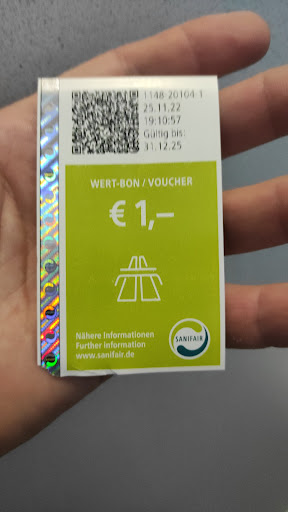 1148-20104-1
25.11.22
19:10:57
Gültig bis:
31.12.25
WERT-BON / VOUCHER
€ 1,–
Nähere Informationen
Further information
www.sanifair.de
SANIFAIR